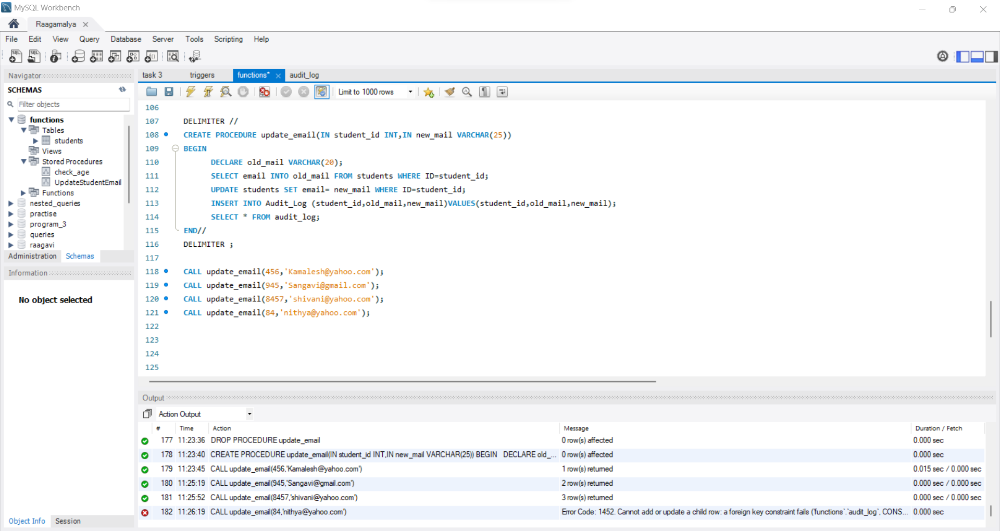 MySQL Workbench
Raagamalya
File Edit View Query Database Server Tools Scripting Help
Navigator
SCHEMAS
Filter objects
functions
Tables
students
Views
Stored Procedures
check_age
UpdateStudentEmail
Functions
nested_queries
practise
program_3
queries
raagavi
Administration Schemas
Information
No object selected
Object Info Session
task 3 triggers functions* audit_log
Limit to 1000 rows
106
107 DELIMITER //
108 CREATE PROCEDURE update_email(IN student_id INT,IN new_mail VARCHAR(25))
109 BEGIN
110 DECLARE old_mail VARCHAR(20);
111 SELECT email INTO old_mail FROM students WHERE ID=student_id;
112 UPDATE students SET email= new_mail WHERE ID=student_id;
113 INSERT INTO Audit_Log (student_id,old_mail,new_mail)VALUES(student_id,old_mail,new_mail);
114 SELECT * FROM audit_log;
115 END//
116 DELIMITER ;
117
118 CALL update_email(456,'Kamalesh@yahoo.com');
119 CALL update_email(945,'Sangavi@gmail.com');
120 CALL update_email(8457,'shivani@yahoo.com');
121 CALL update_email(84,'nithya@yahoo.com');
122
123
124
125
Output
Action Output
# Time Action Message Duration / Fetch
177 11:23:36 DROP PROCEDURE update_email 0 row(s) affected 0.000 sec
178 11:23:40 CREATE PROCEDURE update_email(IN student_id INT,IN new_mail VARCHAR(25)) BEGIN DECLARE old_... 0 row(s) affected 0.000 sec
179 11:23:45 CALL update_email(456,'Kamalesh@yahoo.com') 1 row(s) returned 0.015 sec / 0.000 sec
180 11:25:19 CALL update_email(945,'Sangavi@gmail.com') 2 row(s) returned 0.000 sec / 0.000 sec
181 11:25:52 CALL update_email(8457,'shivani@yahoo.com') 3 row(s) returned 0.000 sec / 0.000 sec
182 11:26:19 CALL update_email(84,'nithya@yahoo.com') Error Code: 1452. Cannot add or update a child row: a foreign key constraint fails (`functions`.`audit_log`, CONS... 0.000 sec